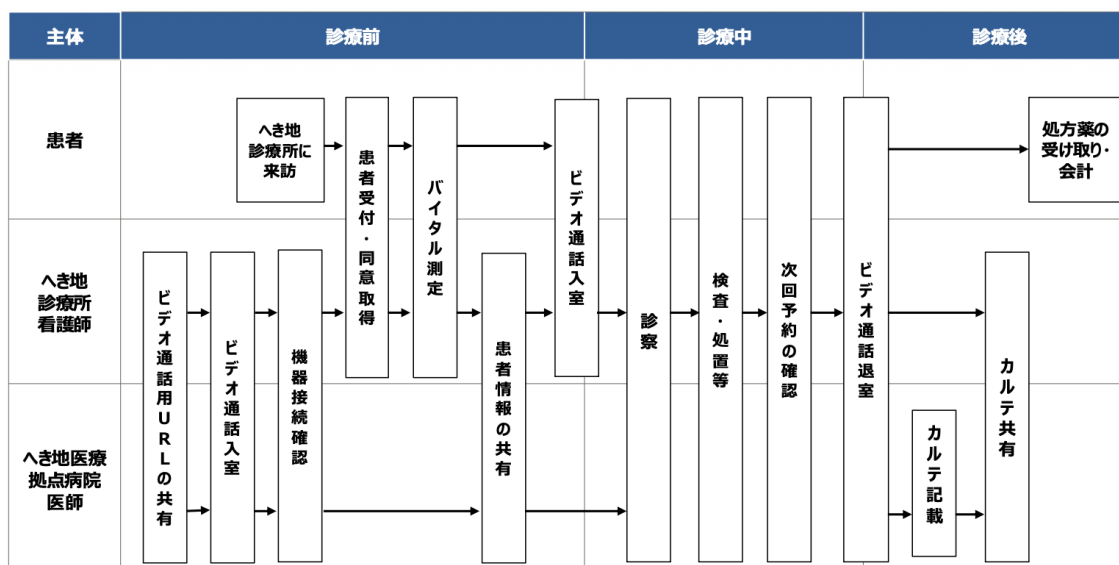 主体
診療前
診療中
診療後
患者
へき地
診療所に
来訪
患者受付・同意取得
バイタル測定
ビデオ通話入室
処方薬の
受け取り・
会計
へき地
診療所
看護師
へき地医療
拠点病院
医師
ビデオ通話用URLの共有
ビデオ通話入室
機器接続確認
患者情報の共有
診察
検査・処置等
次回予約の確認
ビデオ通話退室
カルテ記載
カルテ共有